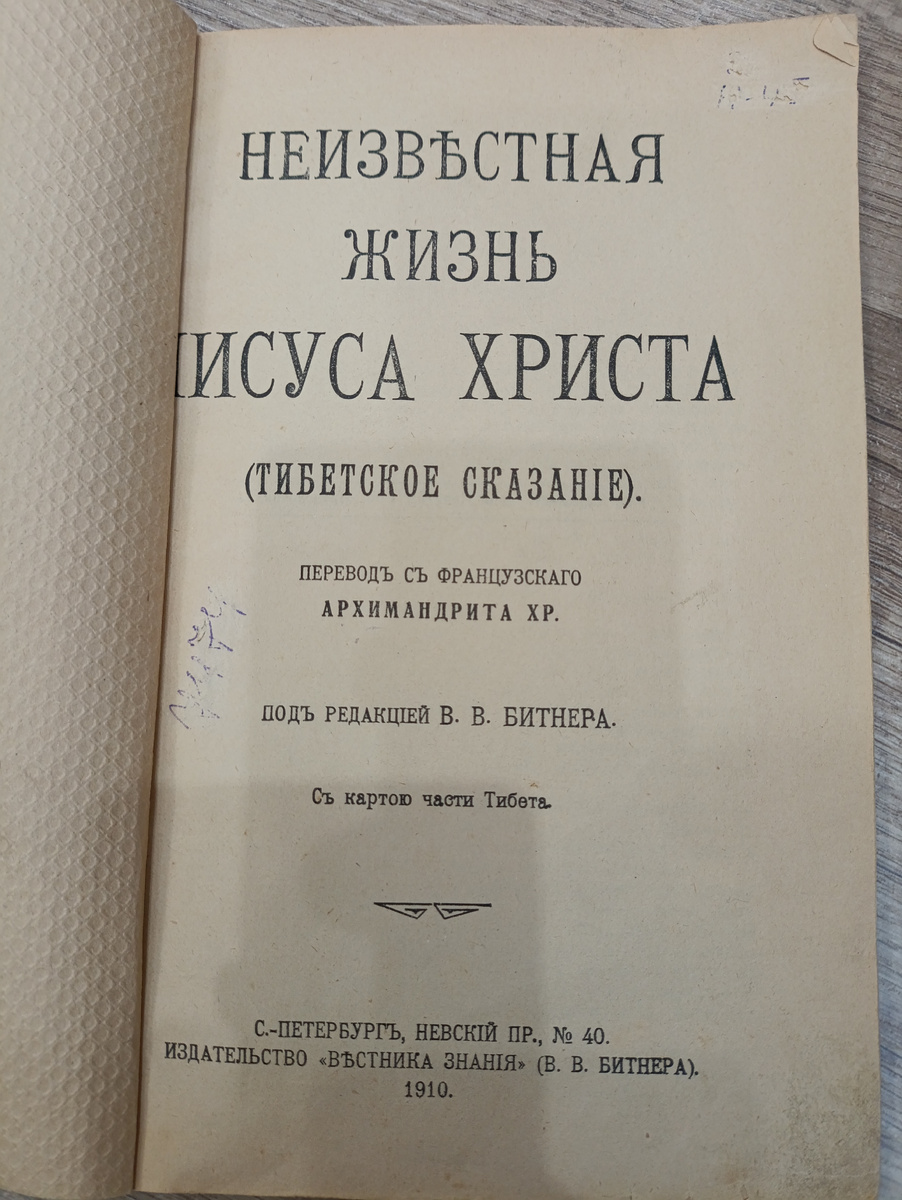 НЕИЗВѢСТНАЯ
ЖИЗНЬ
ІИСУСА ХРИСТА
(ТИБЕТСКОЕ СКАЗАНІЕ).
ПЕРЕВОДЪ СЪ ФРАНЦУЗСКАГО
АРХИМАНДРИТА ХР.
ПОДЪ РЕДАКЦІЕЙ В. В. БИТНЕРА.
Съ картою части Тибета.
С.-ПЕТЕРБУРГЪ, НЕВСКІЙ ПР., № 40.
ИЗДАТЕЛЬСТВО «ВѢСТНИКА ЗНАНІЯ» (В. В. БИТНЕРА).
1910.